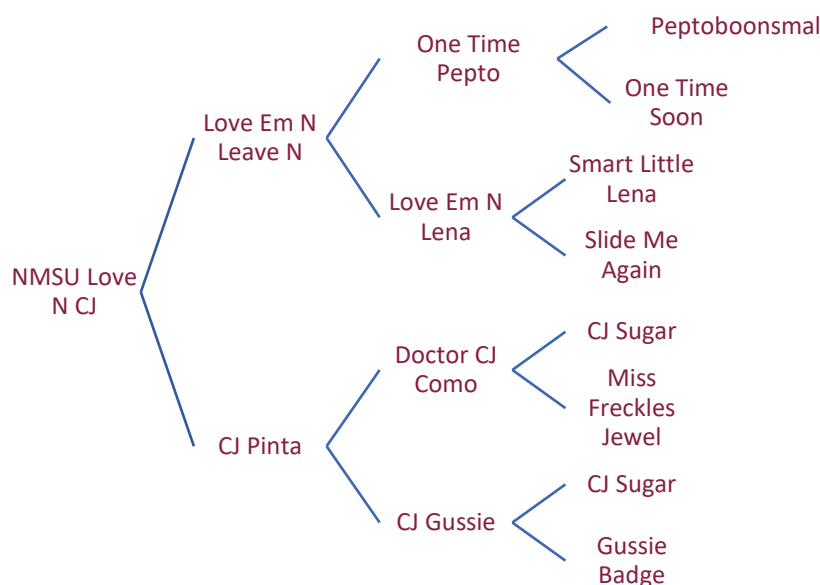 Peptoboonsmal
One Time
Pepto
One Time
Soon
Love Em N
Leave N
Smart Little
Lena
Love Em N
Lena
Slide Me
Again
NMSU Love
N CJ
CJ Sugar
Doctor CJ
Como
Miss
Freckles
Jewel
CJ Pinta
CJ Sugar
CJ Gussie
Gussie
Badge